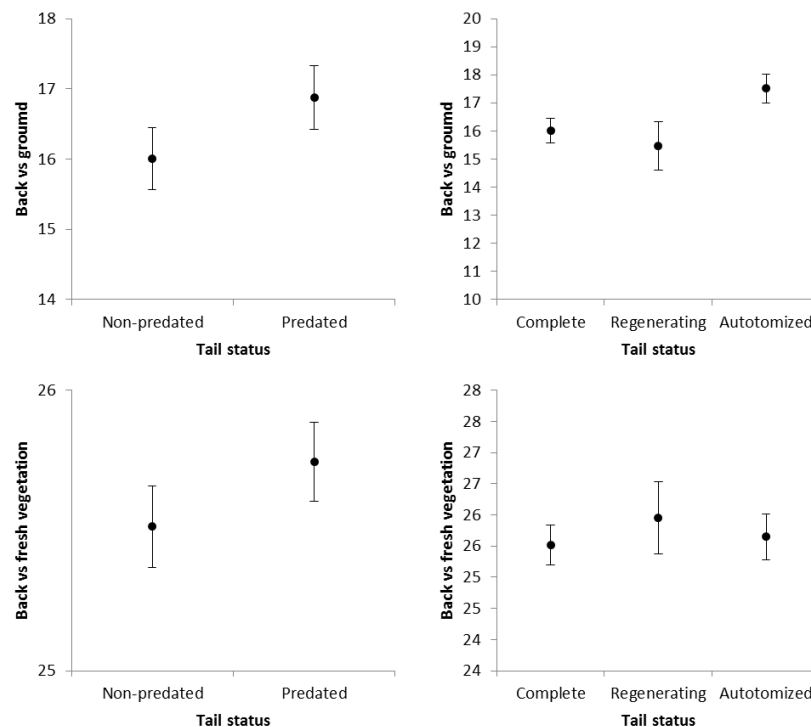 Back vs groumd
18
17
16
15
14
Non-predated Predated
Tail status
Back vs groumd
20
19
18
17
16
15
14
13
12
11
10
Complete Regenerating Autotomized
Tail status
Back vs fresh vegetation
26
25
Non-predated Predated
Tail status
Back vs fresh vegetation
28
28
27
27
26
26
25
25
24
24
Complete Regenerating Autotomized
Tail status